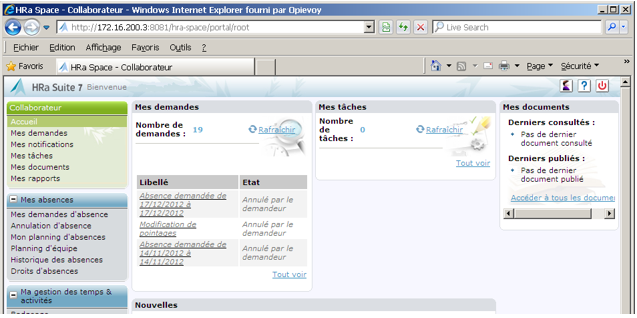 HRa Space - Collaborateur - Windows Internet Explorer fourni par Opievoy
http://172.16.200.3:8081/hra-space/portal/root
Live Search
Fichier Edition Affichage Favoris Outils ?
Favoris HRa Space - Collaborateur Page Sécurité
HRa Suite 7 Bienvenue
Collaborateur
Accueil
Mes demandes
Mes notifications
Mes tâches
Mes documents
Mes rapports
Mes absences
Mes demandes d'absence
Annulation d'absence
Mon planning d'absences
Planning d'équipe
Historique des absences
Droits d'absences
Ma gestion des temps &
activités
Mes demandes
Nombre de
demandes : 19 Rafraîchir
Libellé Etat
Absence demandée de
17/12/2012 à
17/12/2012
Annulé par le
demandeur
Modification de
pointages
Annulé par le
demandeur
Absence demandée de
14/11/2012 à
14/11/2012
Annulé par le
demandeur
Tout voir
Mes tâches
Nombre
de
tâches : 0 Rafraîchir
Tout voir
Mes documents
Derniers consultés :
Pas de dernier
document consulté
Derniers publiés :
Pas de dernier
document publié
Accéder à tous les docume
Nouvelles